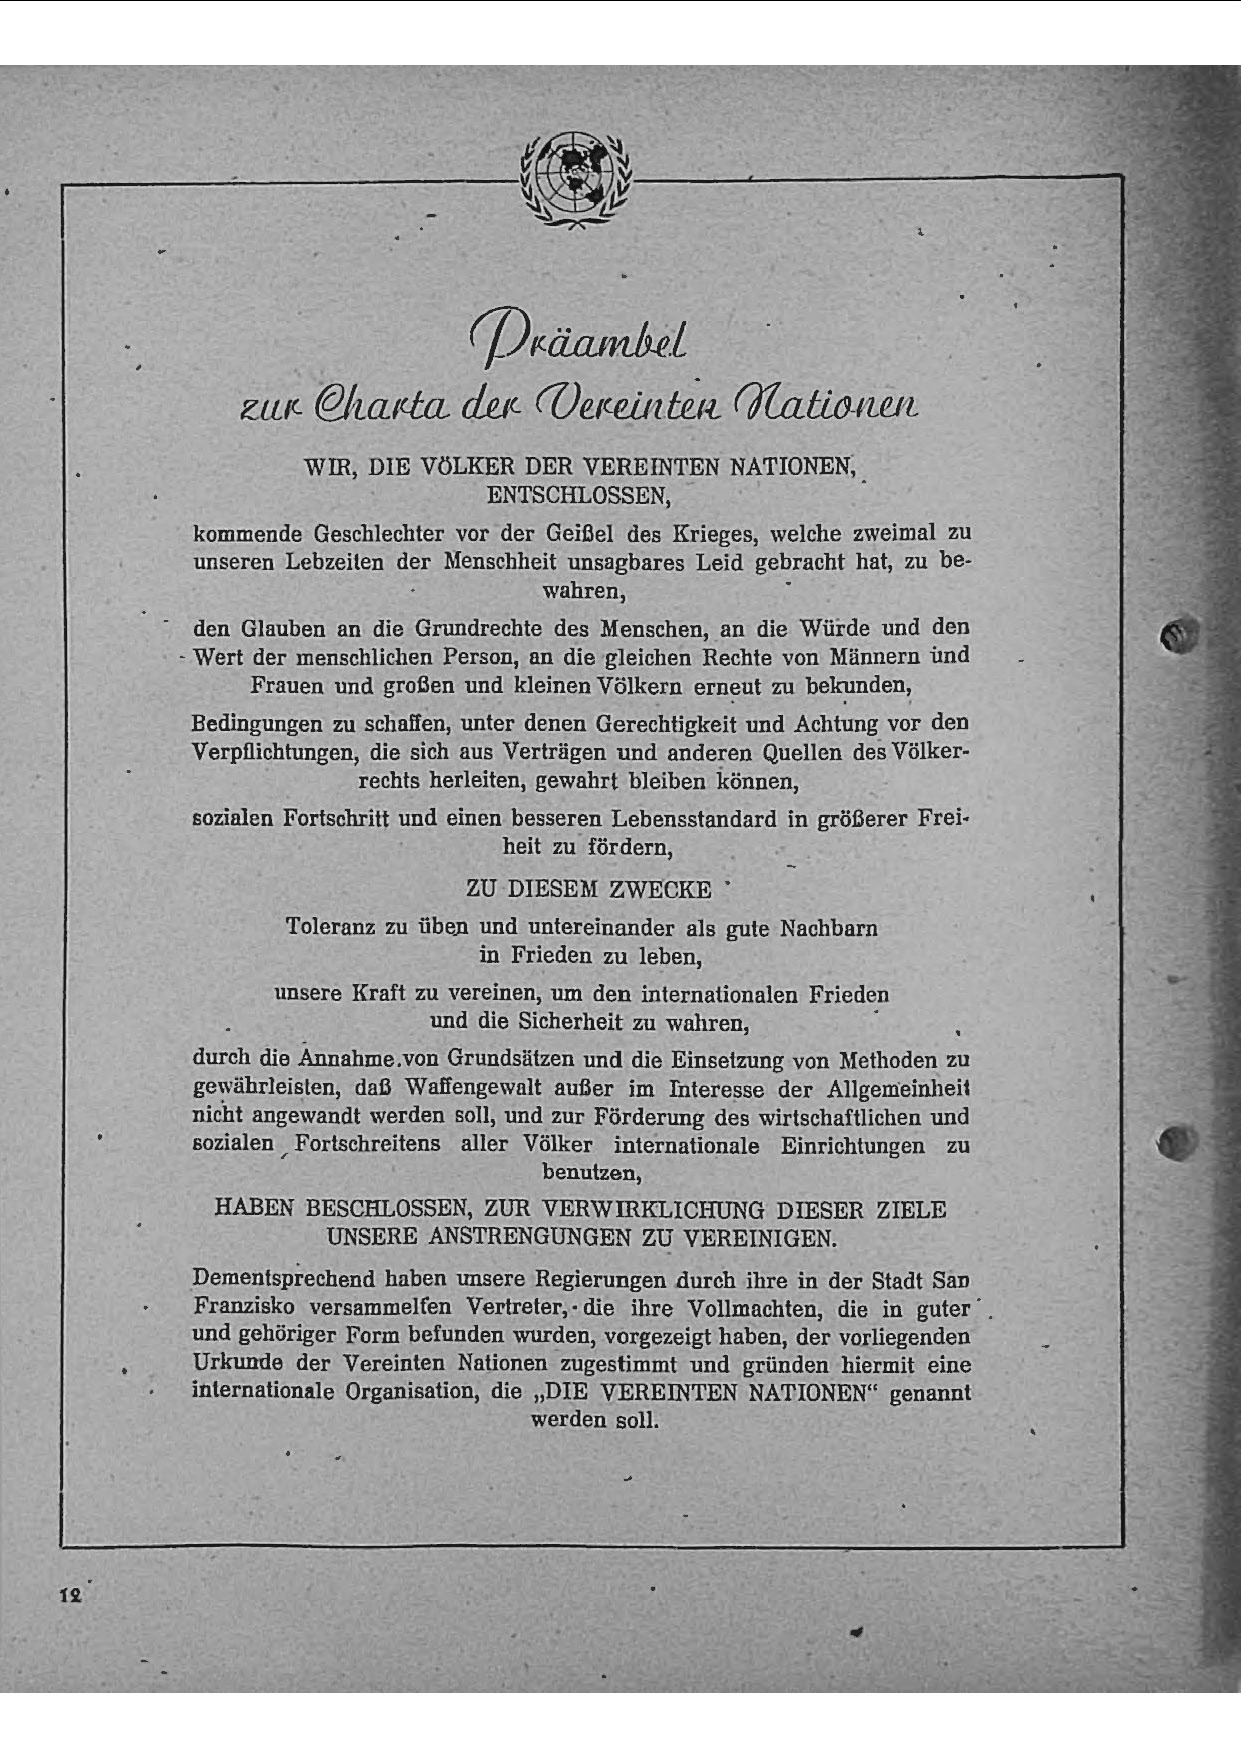 Präambel
zur Charta der Vereinten Nationen
WIR, DIE VÖLKER DER VEREINTEN NATIONEN,
ENTSCHLOSSEN,
kommende Geschlechter vor der Geißel des Krieges, welche zweimal zu
unseren Lebzeiten der Menschheit unsagbares Leid gebracht hat, zu be-
wahren,
den Glauben an die Grundrechte des Menschen, an die Würde und den
Wert der menschlichen Person, an die gleichen Rechte von Männern und
Frauen und großen und kleinen Völkern erneut zu bekunden,
Bedingungen zu schaffen, unter denen Gerechtigkeit und Achtung vor den
Verpflichtungen, die sich aus Verträgen und anderen Quellen des Völker-
rechts herleiten, gewahrt bleiben können,
sozialen Fortschritt und einen besseren Lebensstandard in größerer Frei-
heit zu fördern,
ZU DIESEM ZWECKE
Toleranz zu üben und untereinander als gute Nachbarn
in Frieden zu leben,
unsere Kraft zu vereinen, um den internationalen Frieden
und die Sicherheit zu wahren,
durch die Annahme von Grundsätzen und die Einsetzung von Methoden zu
gewährleisten, daß Waffengewalt außer im Interesse der Allgemeinheit
nicht angewandt werden soll, und zur Förderung des wirtschaftlichen und
sozialen Fortschreitens aller Völker internationale Einrichtungen zu
benutzen,
HABEN BESCHLOSSEN, ZUR VERWIRKLICHUNG DIESER ZIELE
UNSERE ANSTRENGUNGEN ZU VEREINIGEN.
Dementsprechend haben unsere Regierungen durch ihre in der Stadt San
Franzisko versammelten Vertreter, die ihre Vollmachten, die in guter
und gehöriger Form befunden wurden, vorgezeigt haben, der vorliegenden
Urkunde der Vereinten Nationen zugestimmt und gründen hiermit eine
internationale Organisation, die „DIE VEREINTEN NATIONEN“ genannt
werden soll.
12